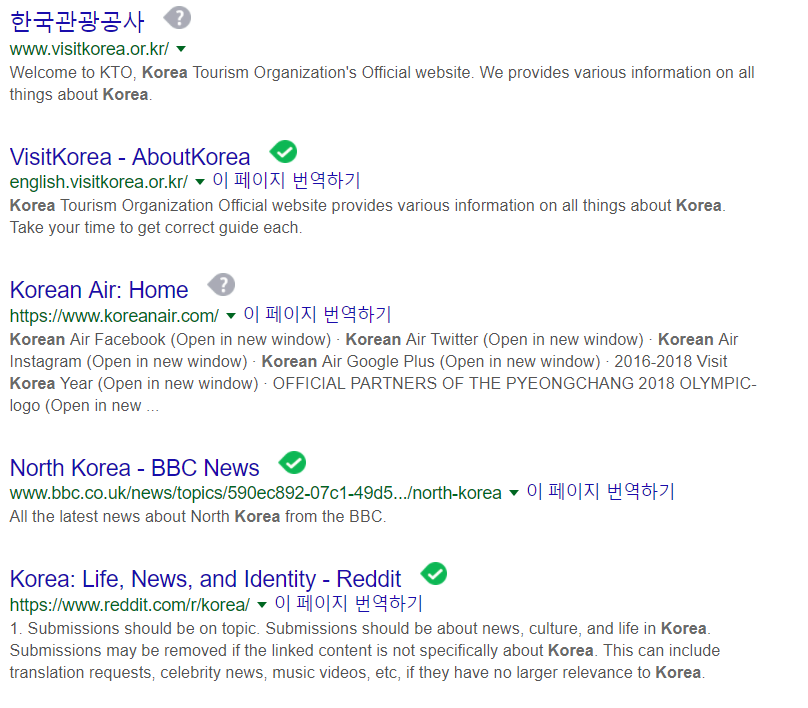 한국관광공사
www.visitkorea.or.kr/
Welcome to KTO, Korea Tourism Organization's Official website. We provides various information on all
things about Korea.
VisitKorea - AboutKorea
english.visitkorea.or.kr/ 이 페이지 번역하기
Korea Tourism Organization Official website provides various information on all things about Korea.
Take your time to get correct guide each.
Korean Air: Home
https://www.koreanair.com/ 이 페이지 번역하기
Korean Air Facebook (Open in new window) · Korean Air Twitter (Open in new window) · Korean Air
Instagram (Open in new window) · Korean Air Google Plus (Open in new window) · 2016-2018 Visit
Korea Year (Open in new window) · OFFICIAL PARTNERS OF THE PYEONGCHANG 2018 OLYMPIC-
logo (Open in new ...
North Korea - BBC News
www.bbc.co.uk/news/topics/590ec892-07c1-49d5.../north-korea 이 페이지 번역하기
All the latest news about North Korea from the BBC.
Korea: Life, News, and Identity - Reddit
https://www.reddit.com/r/korea/ 이 페이지 번역하기
1. Submissions should be on topic. Submissions should be about news, culture, and life in Korea.
Submissions may be removed if the linked content is not specifically about Korea. This can include
translation requests, celebrity news, music videos, etc, if they have no larger relevance to Korea.